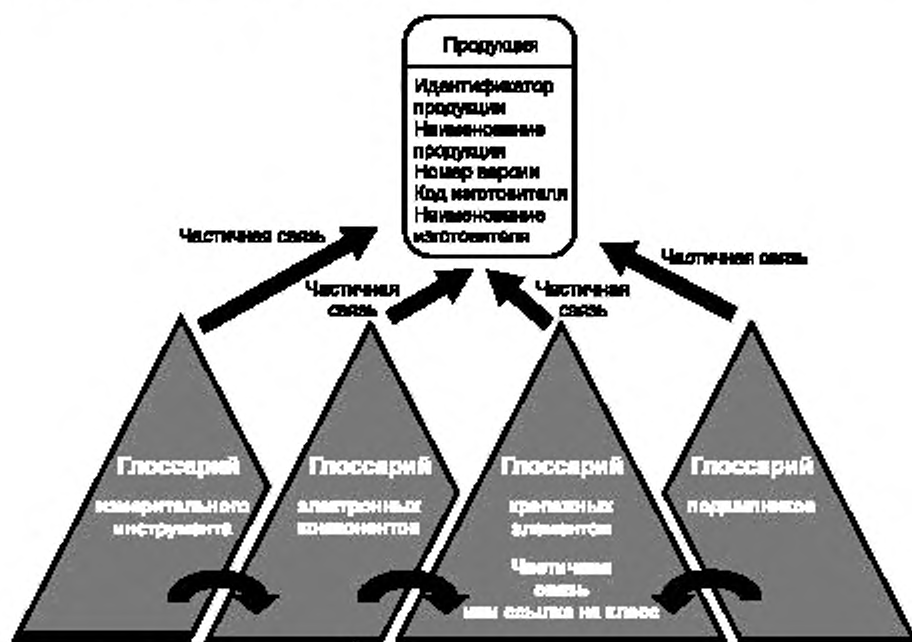 Продукция
Идентификатор
продукции
Наименование
продукции
Номер версии
Код изготовителя
Наименование
изготовителя
Частичная связь
Частичная
связь
Частичная
связь
Частичная связь
Глоссарий
измерительного
инструмента
Глоссарий
электронных
компонентов
Глоссарий
крепежных
элементов
Частичная
связь
или ссылка на класс
Глоссарий
подшипников